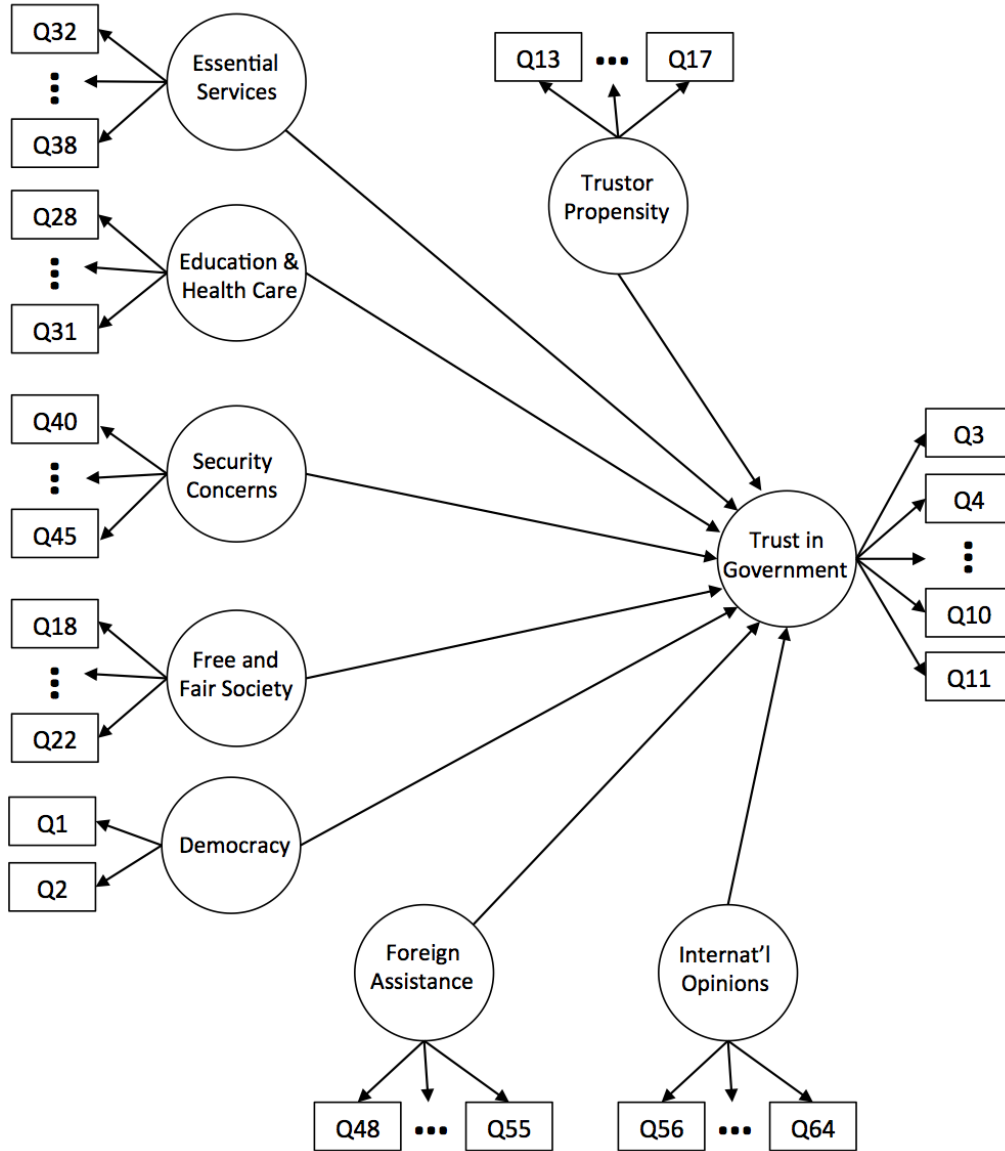 Q32
Essential
Services
Q38
Q13
Q17
Trustor
Propensity
Q28
Education &
Health Care
Q31
Q40
Security
Concerns
Q45
Q3
Q4
Trust in
Government
Q10
Q11
Q18
Free and
Fair Society
Q22
Q1
Democracy
Q2
Foreign
Assistance
Q48
Q55
Internat’l
Opinions
Q56
Q64